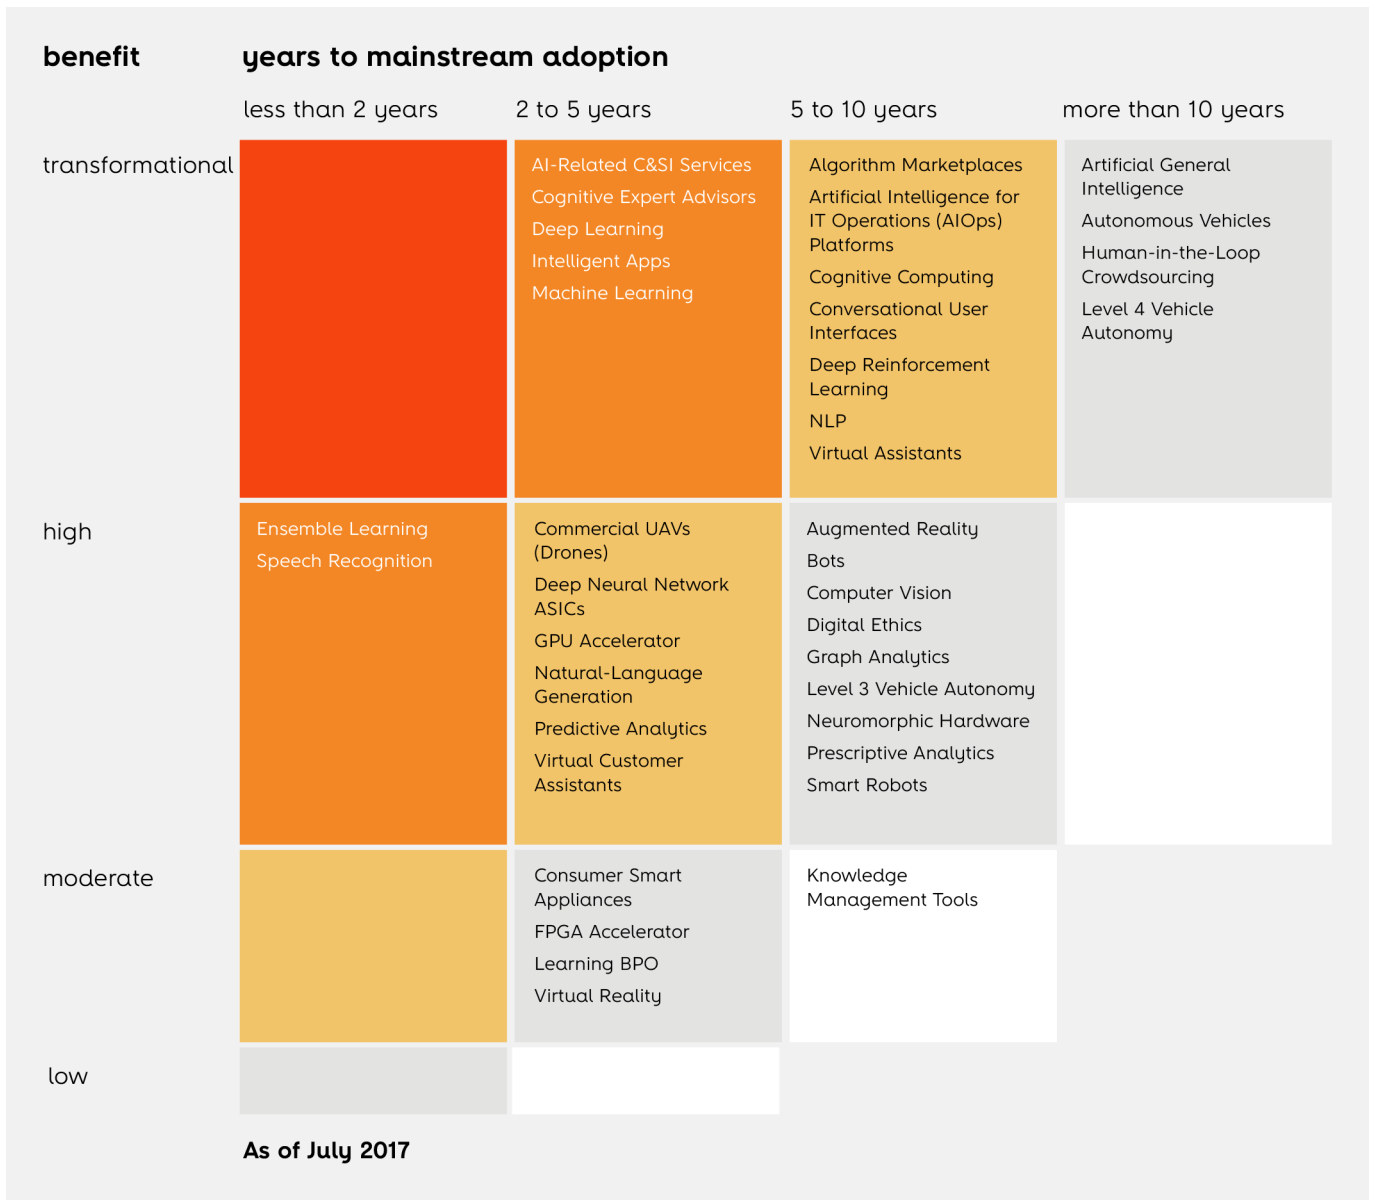 benefit
years to mainstream adoption
less than 2 years
2 to 5 years
5 to 10 years
more than 10 years
transformational
AI-Related C&SI Services
Cognitive Expert Advisors
Deep Learning
Intelligent Apps
Machine Learning
Algorithm Marketplaces
Artificial Intelligence for
IT Operations (AIOps)
Platforms
Cognitive Computing
Conversational User
Interfaces
Deep Reinforcement
Learning
NLP
Virtual Assistants
Artificial General
Intelligence
Autonomous Vehicles
Human-in-the-Loop
Crowdsourcing
Level 4 Vehicle
Autonomy
high
Ensemble Learning
Speech Recognition
Commercial UAVs
(Drones)
Deep Neural Network
ASICs
GPU Accelerator
Natural-Language
Generation
Predictive Analytics
Virtual Customer
Assistants
Augmented Reality
Bots
Computer Vision
Digital Ethics
Graph Analytics
Level 3 Vehicle Autonomy
Neuromorphic Hardware
Prescriptive Analytics
Smart Robots
moderate
Consumer Smart
Appliances
FPGA Accelerator
Learning BPO
Virtual Reality
Knowledge
Management Tools
low
As of July 2017